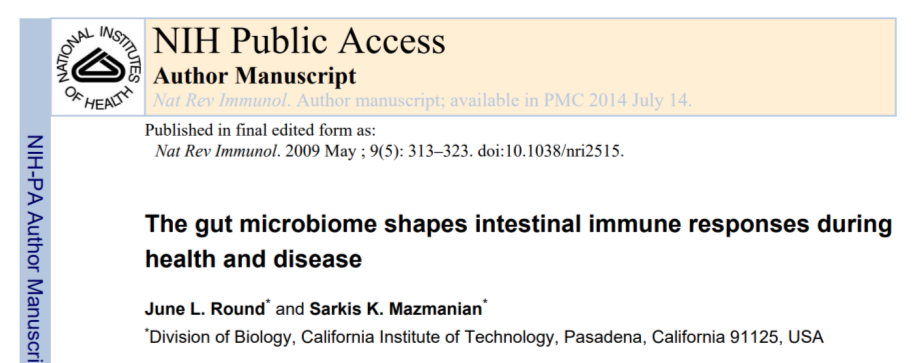 NATIONAL INSTITUTES OF HEALTH
NIH Public Access
Author Manuscript
Nat Rev Immunol. Author manuscript; available in PMC 2014 July 14.
Published in final edited form as:
Nat Rev Immunol. 2009 May ; 9(5): 313–323. doi:10.1038/nri2515.
NIH-PA Author Manuscri
The gut microbiome shapes intestinal immune responses during
health and disease
June L. Round* and Sarkis K. Mazmanian*
*Division of Biology, California Institute of Technology, Pasadena, California 91125, USA